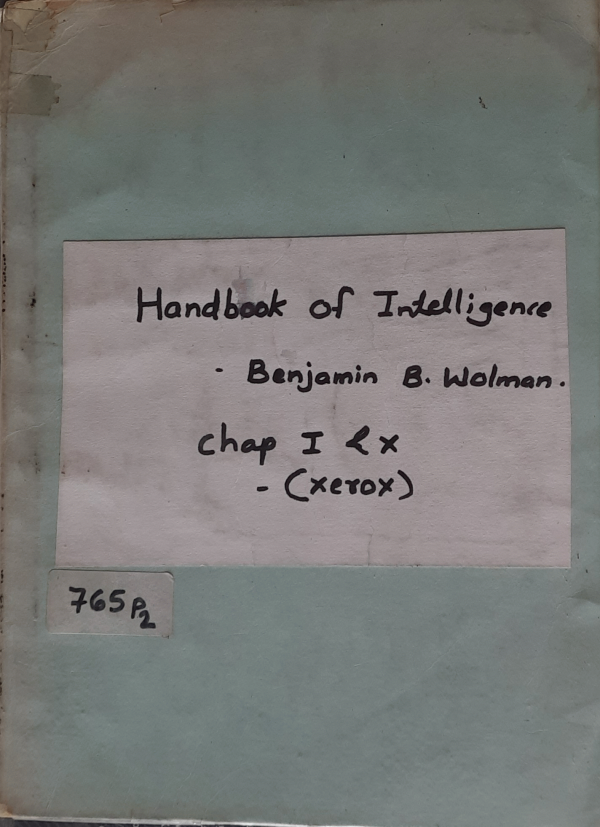 Handbook of Intelligence
- Benjamin B. Wolman.
Chap I & X
- (xerox)
765 P2